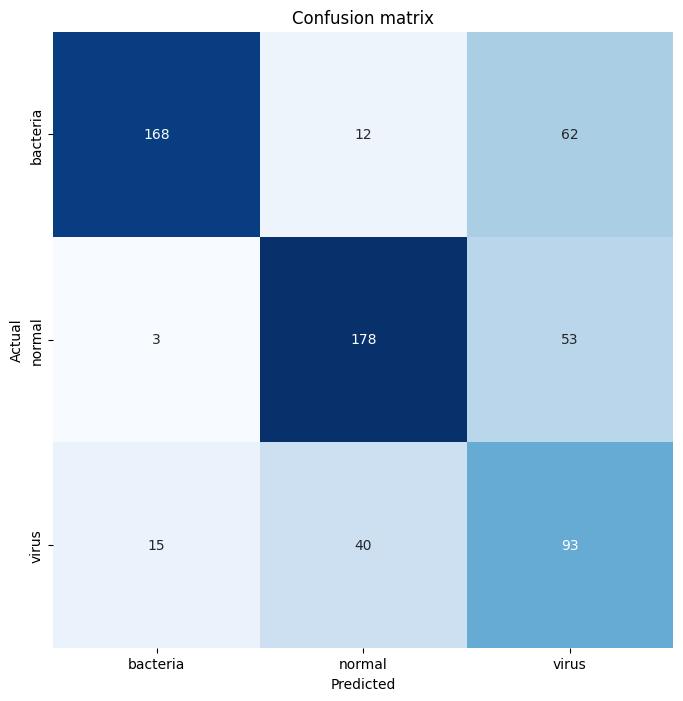 Confusion matrix
Actual
bacteria
168 12 62
normal
3 178 53
virus
15 40 93
bacteria normal virus
Predicted